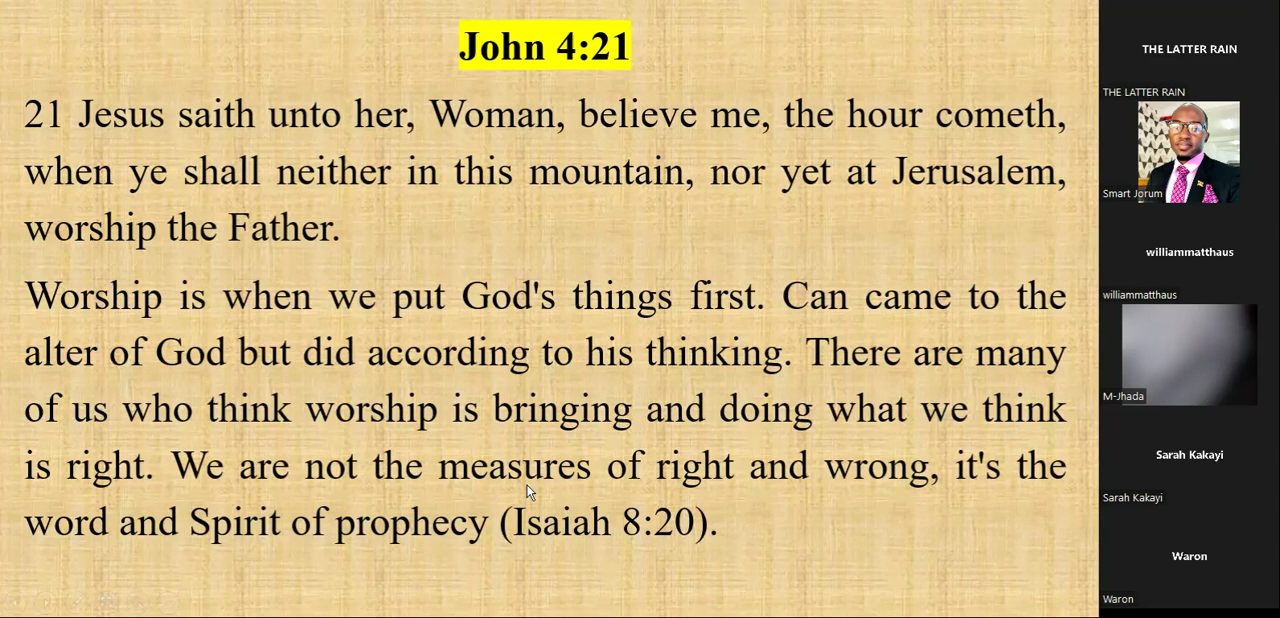 John 4:21
21 Jesus saith unto her, Woman, believe me, the hour cometh,
when ye shall neither in this mountain, nor yet at Jerusalem,
worship the Father.
Worship is when we put God's things first. Can came to the
alter of God but did according to his thinking. There are many
of us who think worship is bringing and doing what we think
is right. We are not the measures of right and wrong, it's the
word and Spirit of prophecy (Isaiah 8:20).
THE LATTER RAIN
THE LATTER RAIN
Smart Jorum
williammatthaus
williammatthaus
M-Jhada
Sarah Kakayi
Sarah Kakayi
Waron
Waron